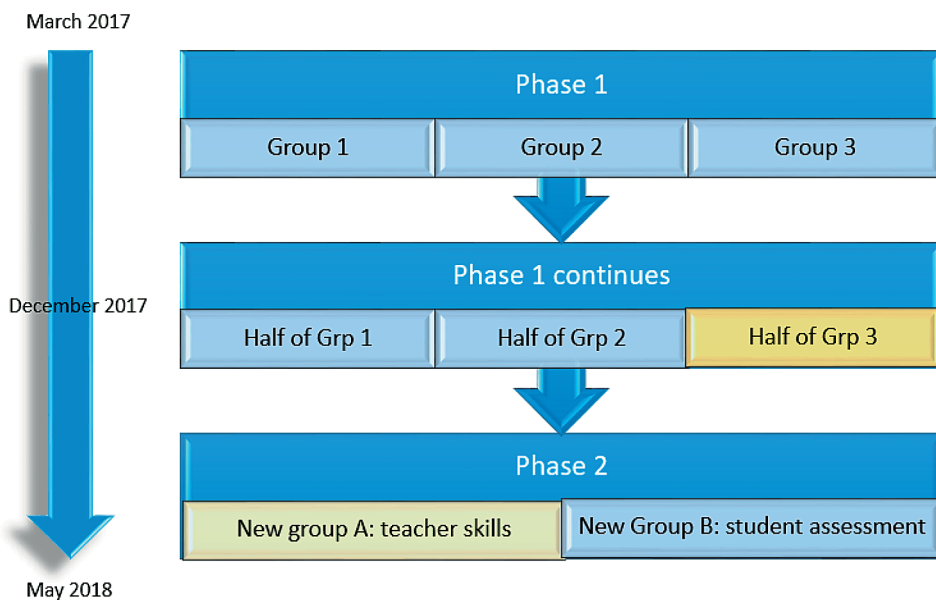 March 2017
Phase 1
Group 1
Group 2
Group 3
Phase 1 continues
December 2017
Half of Grp 1
Half of Grp 2
Half of Grp 3
Phase 2
New group A: teacher skills
New Group B: student assessment
May 2018